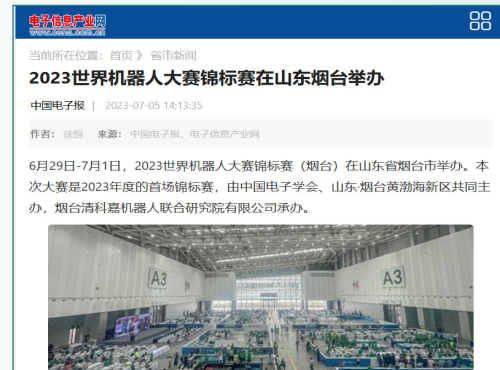 电子信息产业网
www.cena.com.cn
当前所在位置：首页 》 省市新闻
2023世界机器人大赛锦标赛在山东烟台举办
中国电子报 | 2023-07-05 14:13:35
作者： 徐恒 来源： 中国电子报、电子信息产业网
6月29日-7月1日，2023世界机器人大赛锦标赛（烟台）在山东省烟台市举办。本
次大赛是2023年度的首场锦标赛，由中国电子学会、山东·烟台黄渤海新区共同主
办，烟台清科嘉机器人联合研究院有限公司承办。
A3 A3